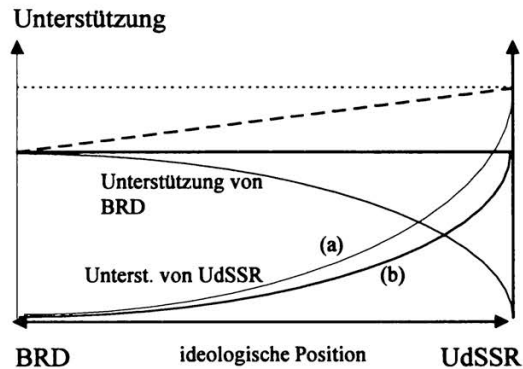 Unterstützung
Unterstützung von
BRD
(a)
Unterst. von UdSSR
(b)
BRD
ideologische Position
UdSSR